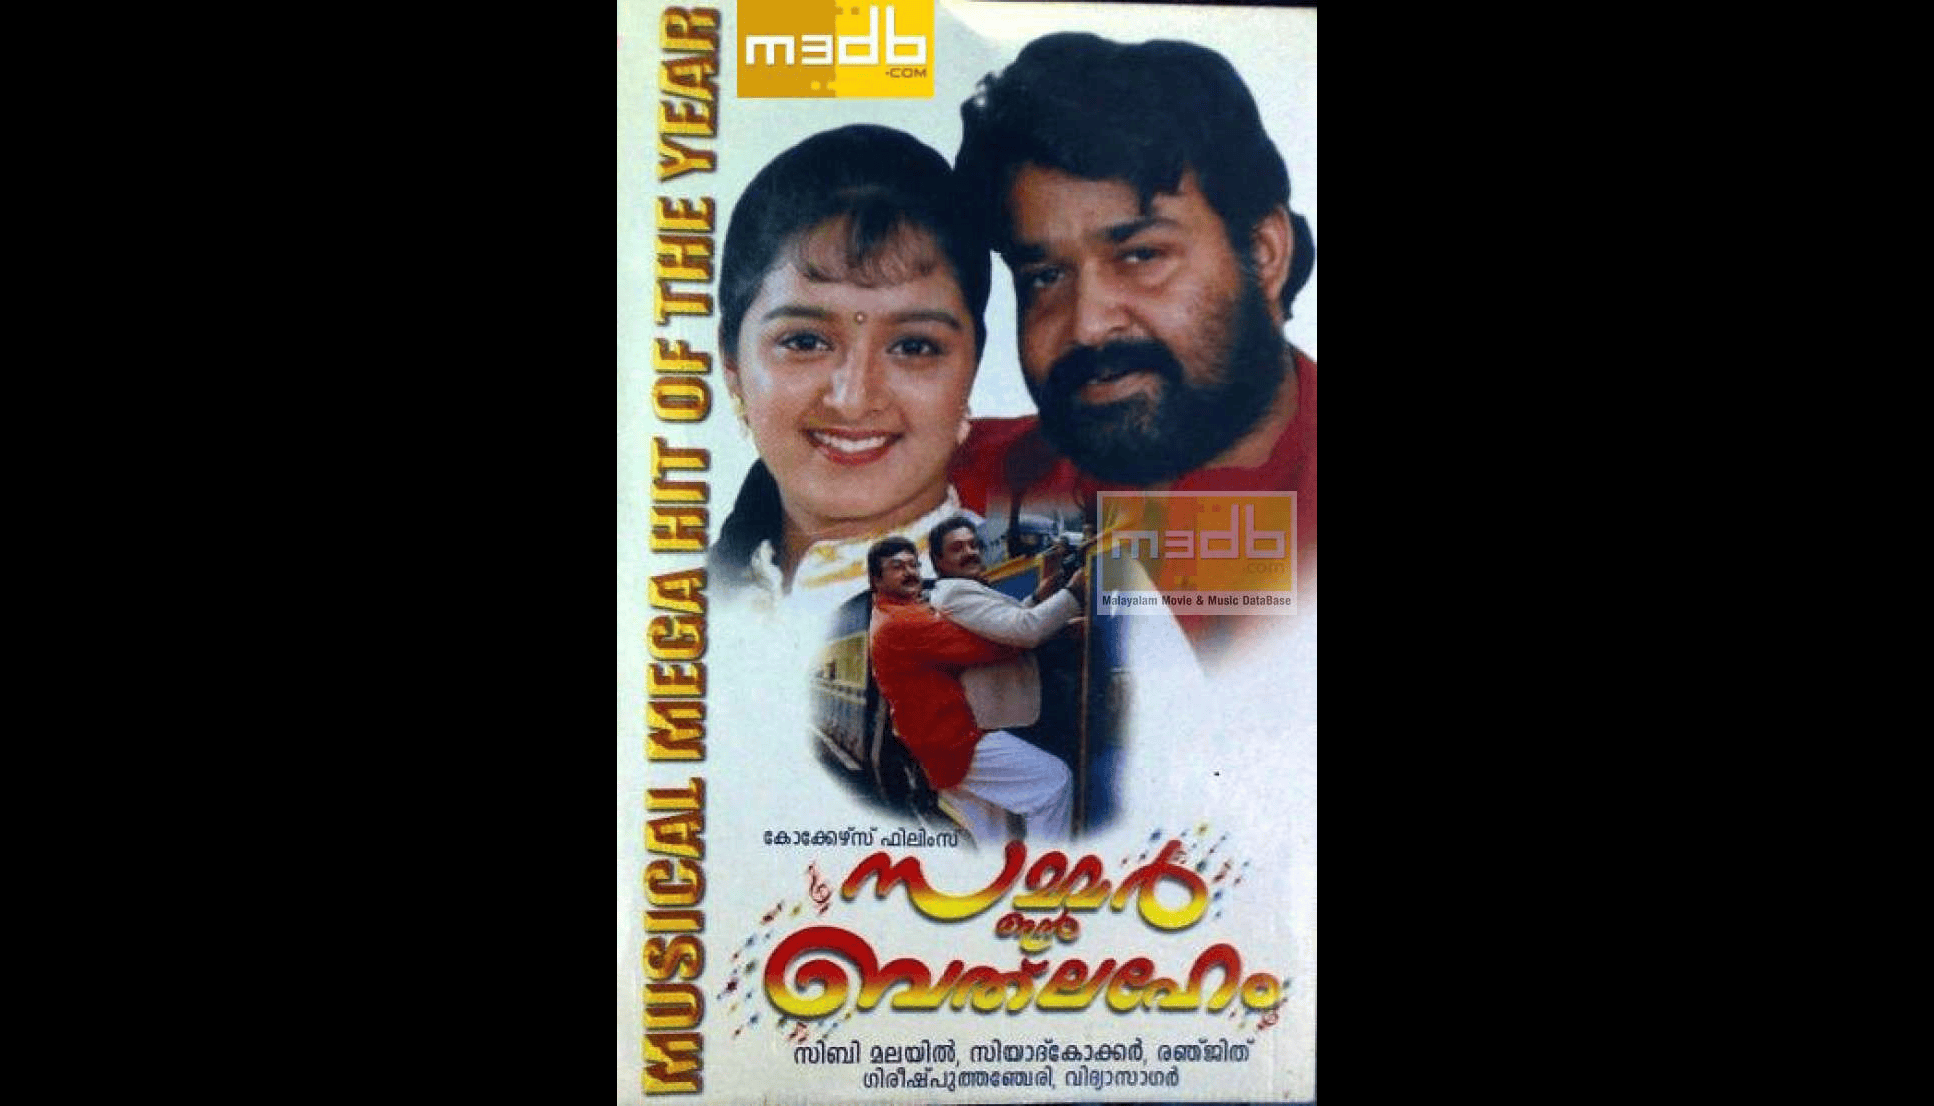 MUSICAL MEGA HIT OF THE YEAR
m3db
.COM
m3db
.com
Malayalam Movie & Music DataBase
കോക്കേഴ്സ് ഫിലിംസ്
സമ്മർ
ഇൻ
ബെത്‌ലഹേം
സിബി മലയിൽ, സിയാദ്കോക്കർ, രഞ്ജിത്
ഗിരീഷ്പുത്തഞ്ചേരി, വിദ്യാസാഗർ